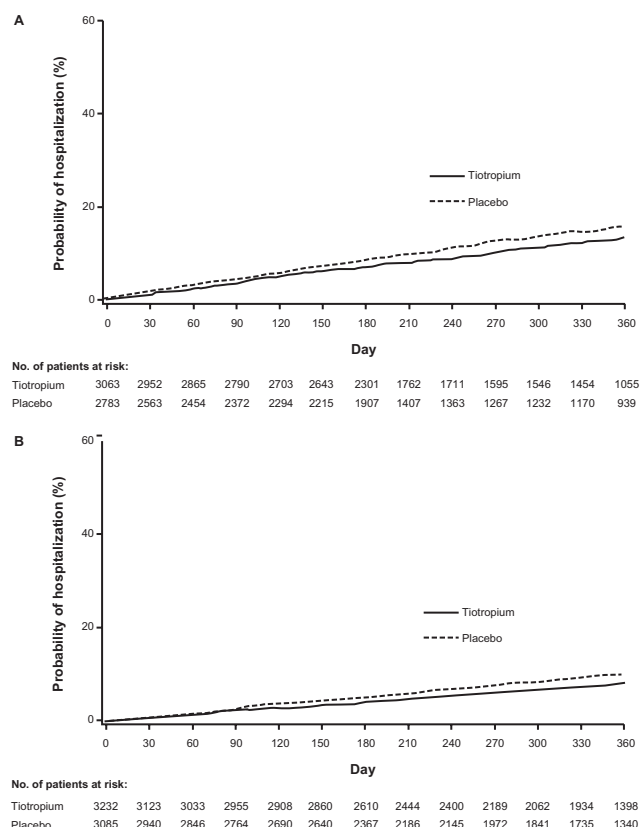 A
Probability of hospitalization (%)
60
40
20
0
Tiotropium
Placebo
0 30 60 90 120 150 180 210 240 270 300 330 360
Day
No. of patients at risk:
Tiotropium 3063 2952 2865 2790 2703 2643 2301 1762 1711 1595 1546 1454 1055
Placebo 2783 2563 2454 2372 2294 2215 1907 1407 1363 1267 1232 1170 939
B
Probability of hospitalization (%)
60
40
20
0
Tiotropium
Placebo
0 30 60 90 120 150 180 210 240 270 300 330 360
Day
No. of patients at risk:
Tiotropium 3232 3123 3033 2955 2908 2860 2610 2444 2400 2189 2062 1934 1398
Placebo 3085 2940 2846 2764 2690 2640 2367 2186 2145 1972 1841 1735 1340